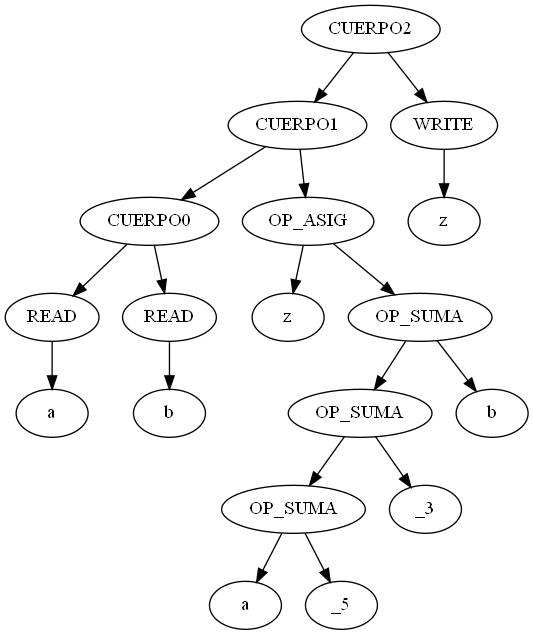 CUERPO2
CUERPO1
WRITE
CUERPO0
OP_ASIG
z
READ
READ
z
OP_SUMA
a
b
OP_SUMA
b
OP_SUMA
_3
a
_5